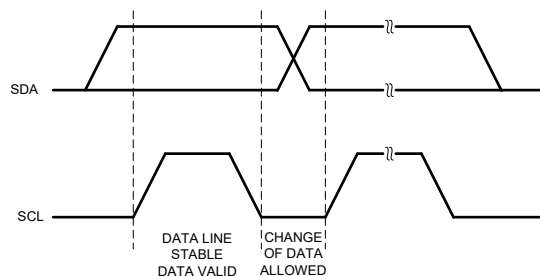 SDA
SCL
DATA LINE
STABLE
DATA VALID
CHANGE
OF DATA
ALLOWED